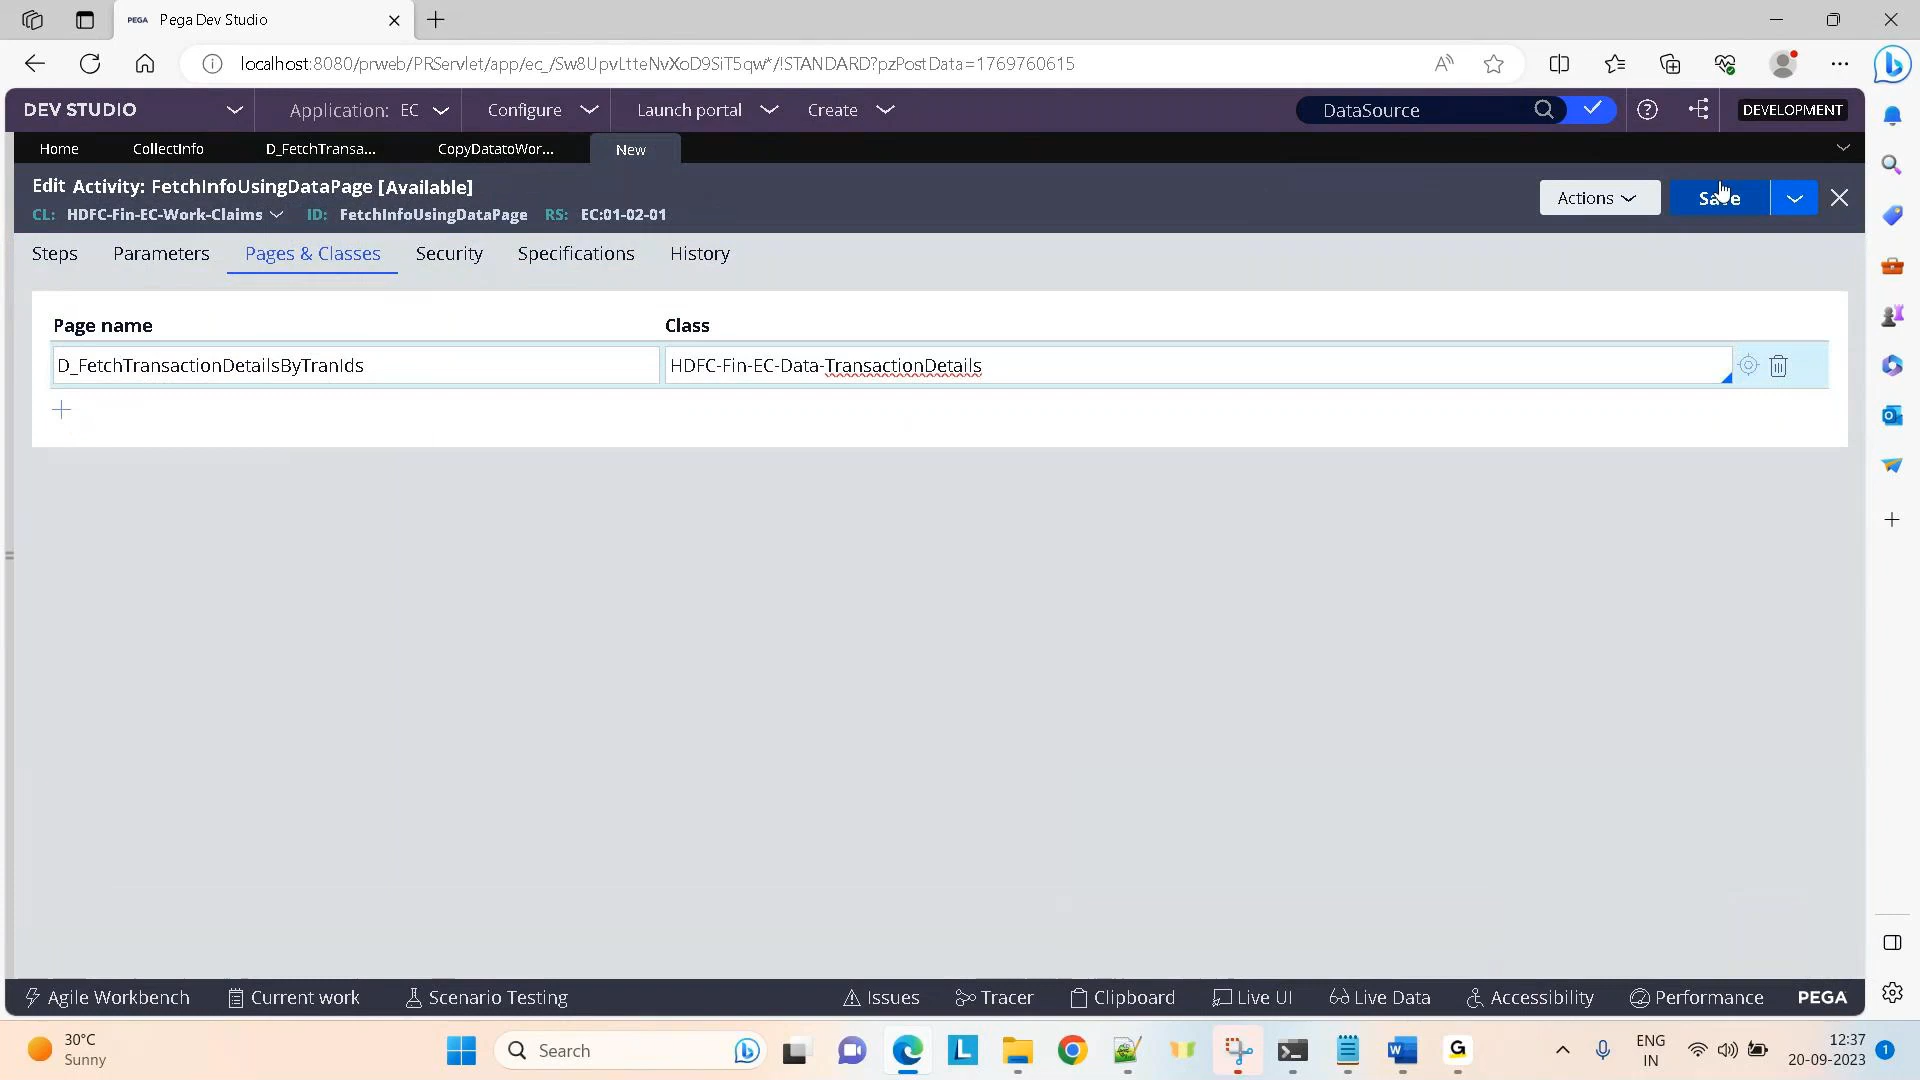 PEGA Pega Dev Studio
localhost:8080/prweb/PRServlet/app/ec_/Sw8UpvLtteNvXoD9SiT5qw*/!STANDARD?pzPostData=1769760615
DEV STUDIO Application: EC Configure Launch portal Create DataSource DEVELOPMENT
Home CollectInfo D_FetchTransa... CopyDatatoWor... New
Edit Activity: FetchInfoUsingDataPage [Available]
CL: HDFC-Fin-EC-Work-Claims ID: FetchInfoUsingDataPage RS: EC:01-02-01
Actions Save
Steps Parameters Pages & Classes Security Specifications History
Page name Class
D_FetchTransactionDetailsByTranIds HDFC-Fin-EC-Data-TransactionDetails
Agile Workbench Current work Scenario Testing Issues Tracer Clipboard Live UI Live Data Accessibility Performance PEGA
30°C
Sunny
Search
ENG
IN
12:37
20-09-2023
1